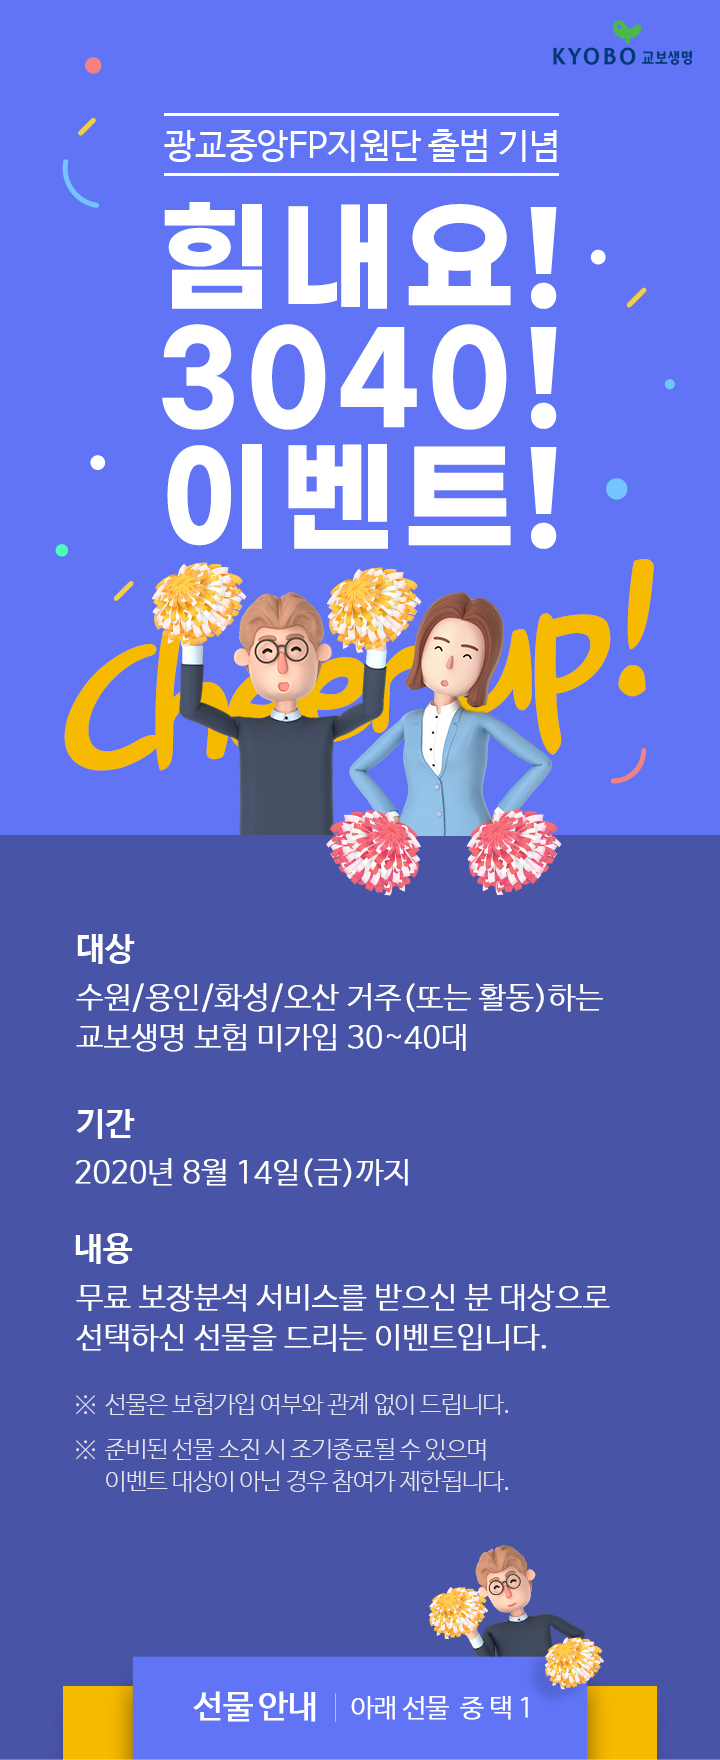 KYOBO 교보생명
광교중앙FP지원단 출범 기념
힘내요!
3040!
이벤트!
Cheer up!
대상
수원/용인/화성/오산 거주(또는 활동)하는
교보생명 보험 미가입 30~40대
기간
2020년 8월 14일(금)까지
내용
무료 보장분석 서비스를 받으신 분 대상으로
선택하신 선물을 드리는 이벤트입니다.
※ 선물은 보험가입 여부와 관계 없이 드립니다.
※ 준비된 선물 소진 시 조기종료될 수 있으며
이벤트 대상이 아닌 경우 참여가 제한됩니다.
선물 안내 | 아래 선물 중 택 1